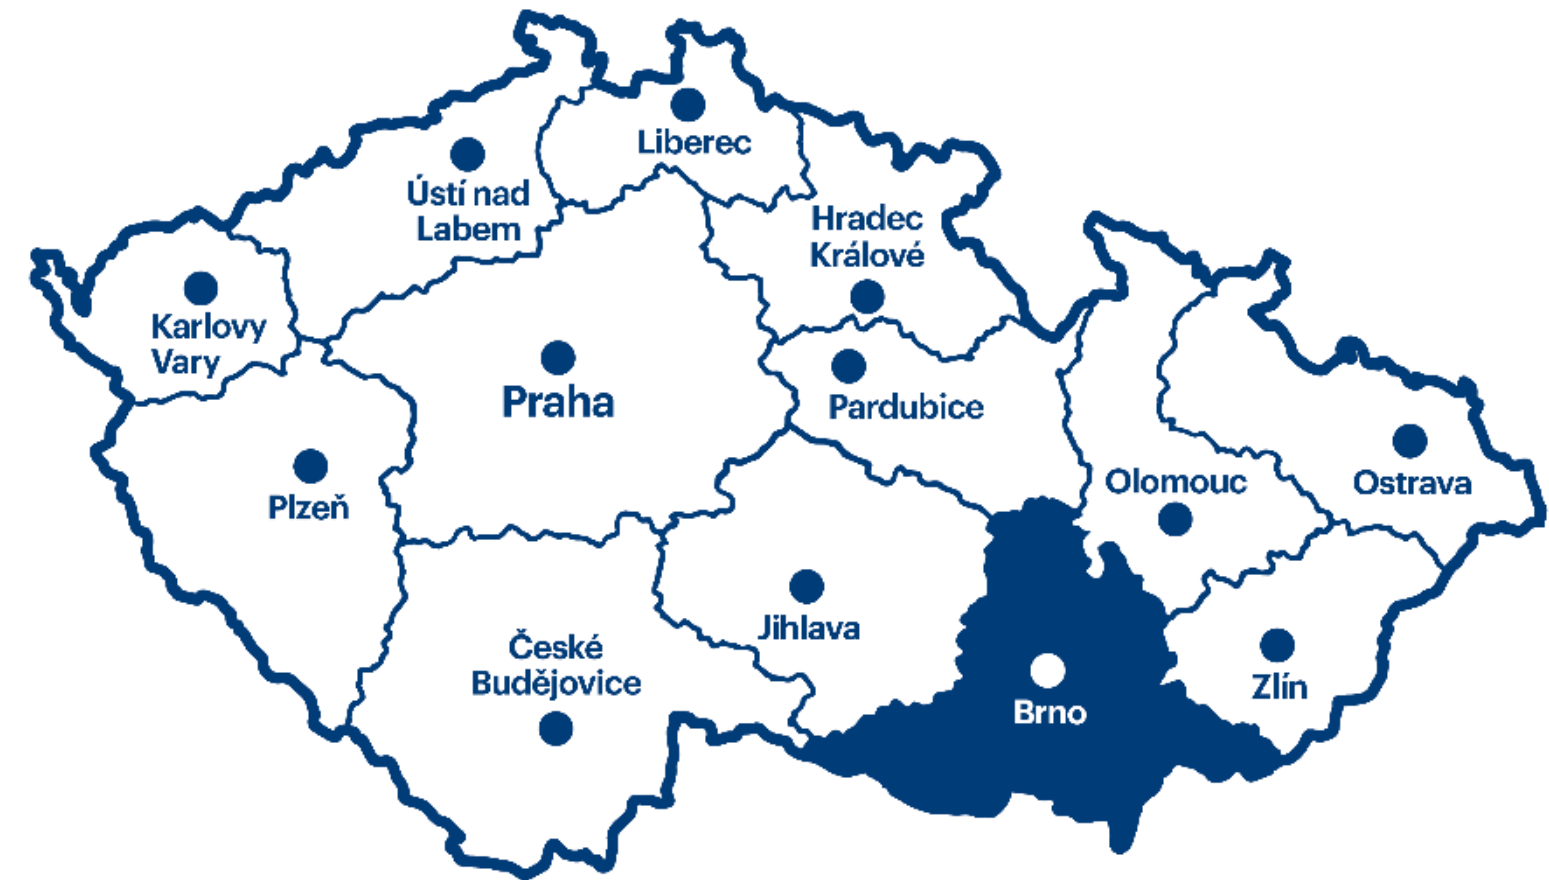 Liberec
Ústí nad
Labem
Hradec
Králové
Karlovy
Vary
Praha
Pardubice
Plzeň
Olomouc
Ostrava
Jihlava
České
Budějovice
Zlín
Brno